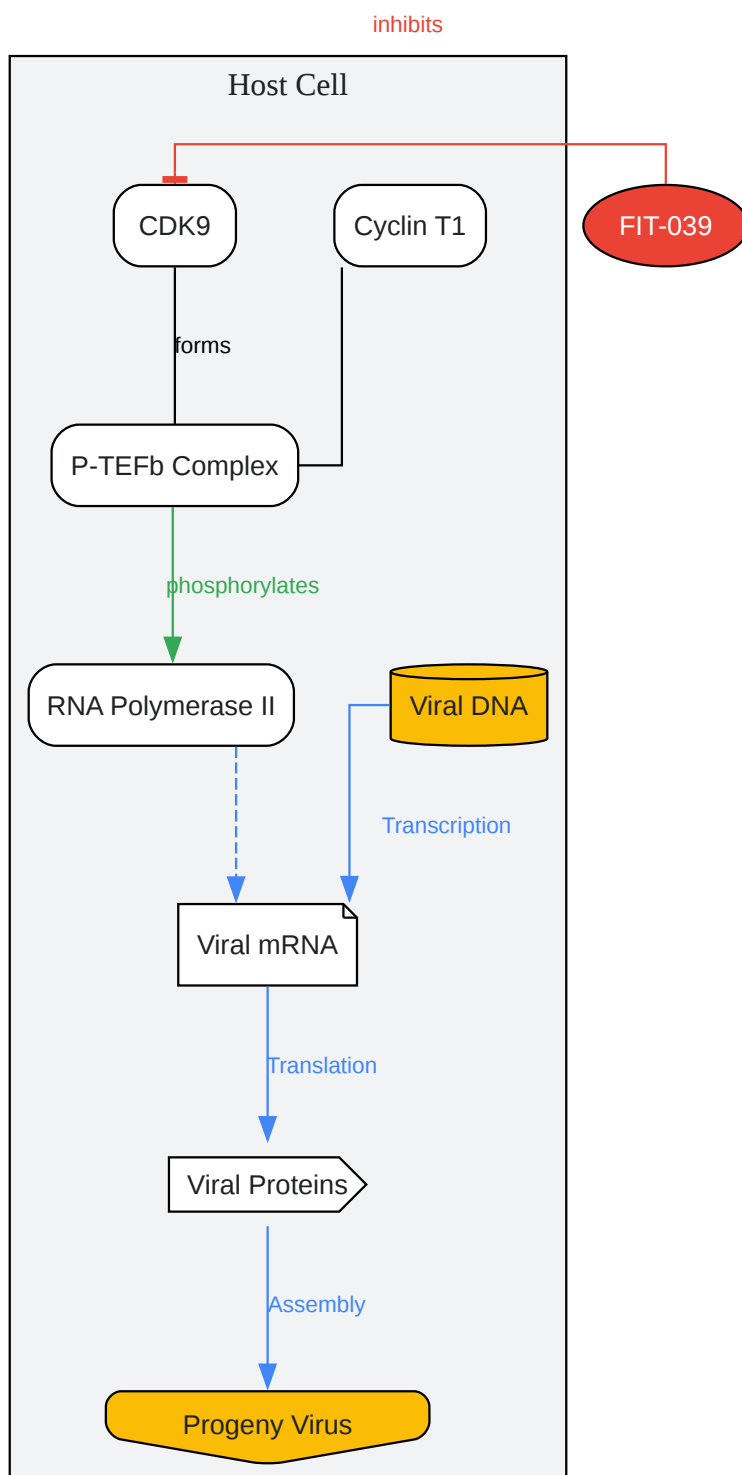 inhibits
Host Cell
CDK9
Cyclin T1
FIT-039
forms
P-TEFb Complex
phosphorylates
RNA Polymerase II
Viral DNA
Transcription
Viral mRNA
Translation
Viral Proteins
Assembly
Progeny Virus